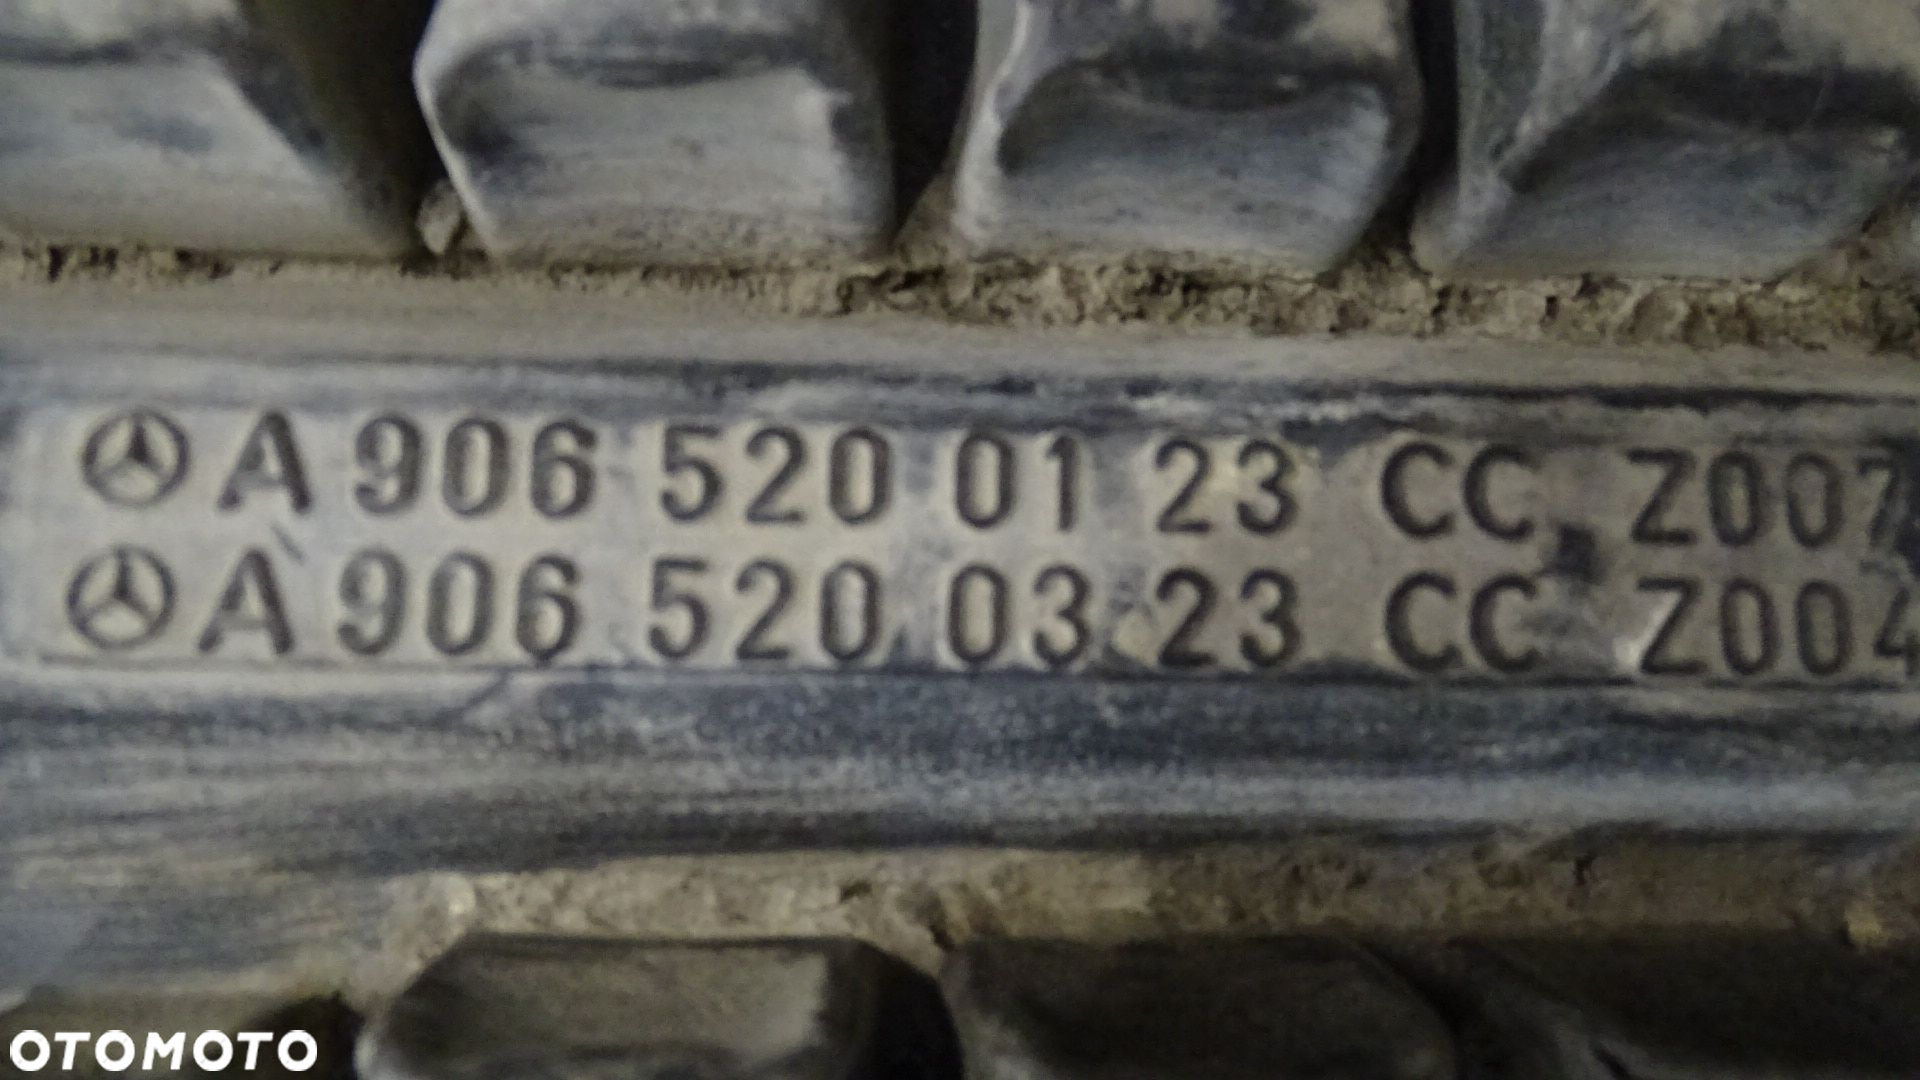 A 906 520 01 23 CC Z007
A 906 520 03 23 CC Z004
OTOMOTO